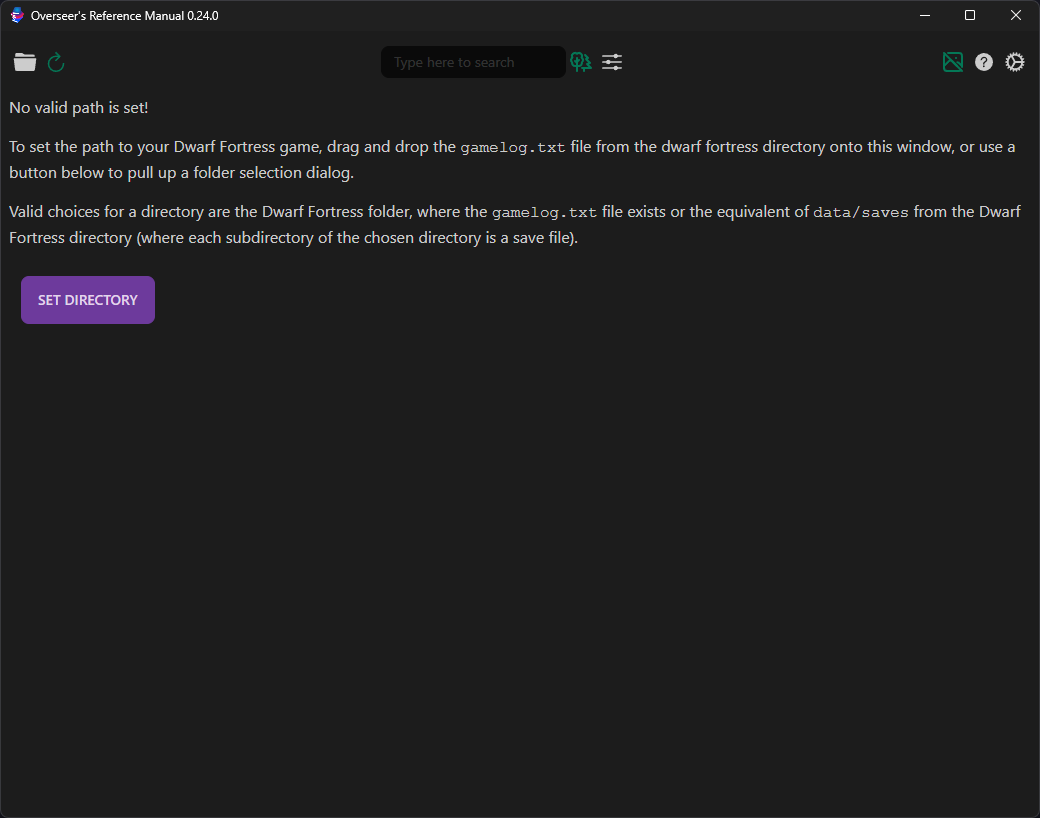 Overseer's Reference Manual 0.24.0
Type here to search
No valid path is set!
To set the path to your Dwarf Fortress game, drag and drop the gamelog.txt file from the dwarf fortress directory onto this window, or use a
button below to pull up a folder selection dialog.
Valid choices for a directory are the Dwarf Fortress folder, where the gamelog.txt file exists or the equivalent of data/saves from the Dwarf
Fortress directory (where each subdirectory of the chosen directory is a save file).
SET DIRECTORY